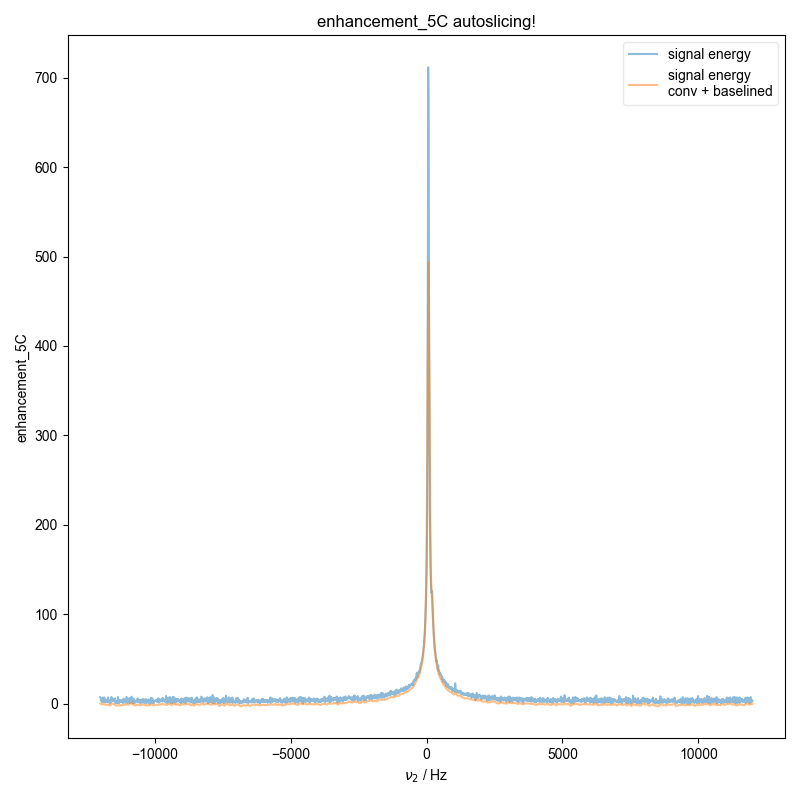 enhancement_5C autoslicing!
signal energy
signal energy
conv + baselined
700
600
500
400
300
200
100
0
enhancement_5C
−10000
−5000
0
5000
10000
ν₂ / Hz